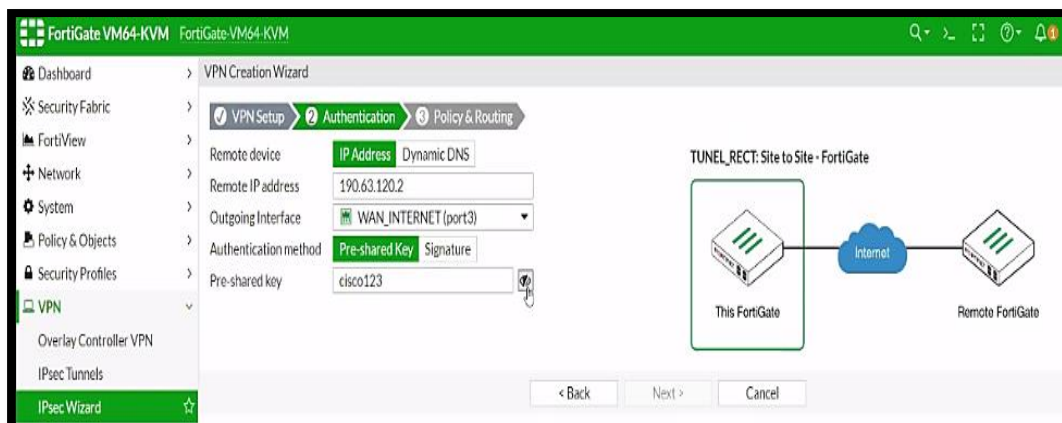 FortiGate VM64-KVM FortiGate-VM64-KVM
1
Dashboard
Security Fabric
FortiView
Network
System
Policy & Objects
Security Profiles
VPN
Overlay Controller VPN
IPsec Tunnels
IPsec Wizard
VPN Creation Wizard
VPN Setup 2 Authentication 3 Policy & Routing
Remote device IP Address Dynamic DNS
Remote IP address 190.63.120.2
Outgoing Interface WAN_INTERNET (port3)
Authentication method Pre-shared Key Signature
Pre-shared key cisco123
TUNEL_RECT: Site to Site - FortiGate
Internet
This FortiGate
Remote FortiGate
< Back Next > Cancel